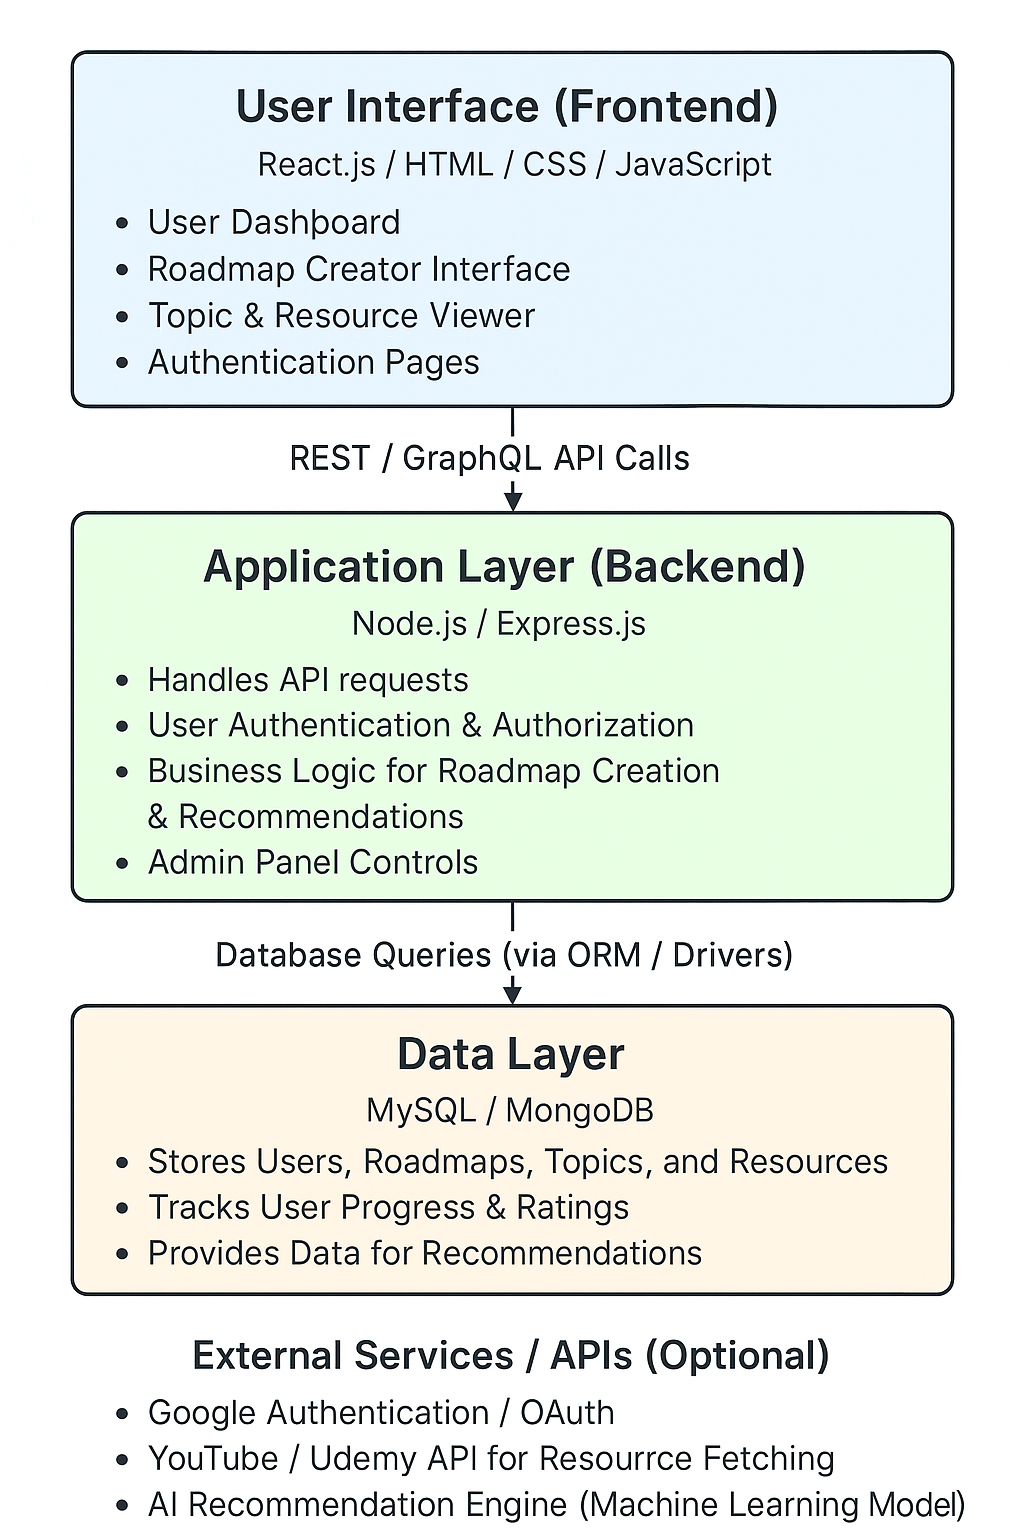 User Interface (Frontend)
React.js / HTML / CSS / JavaScript
• User Dashboard
• Roadmap Creator Interface
• Topic & Resource Viewer
• Authentication Pages
REST / GraphQL API Calls
Application Layer (Backend)
Node.js / Express.js
• Handles API requests
• User Authentication & Authorization
• Business Logic for Roadmap Creation
& Recommendations
• Admin Panel Controls
Database Queries (via ORM / Drivers)
Data Layer
MySQL / MongoDB
• Stores Users, Roadmaps, Topics, and Resources
• Tracks User Progress & Ratings
• Provides Data for Recommendations
External Services / APIs (Optional)
• Google Authentication / OAuth
• YouTube / Udemy API for Resourrce Fetching
• AI Recommendation Engine (Machine Learning Model)